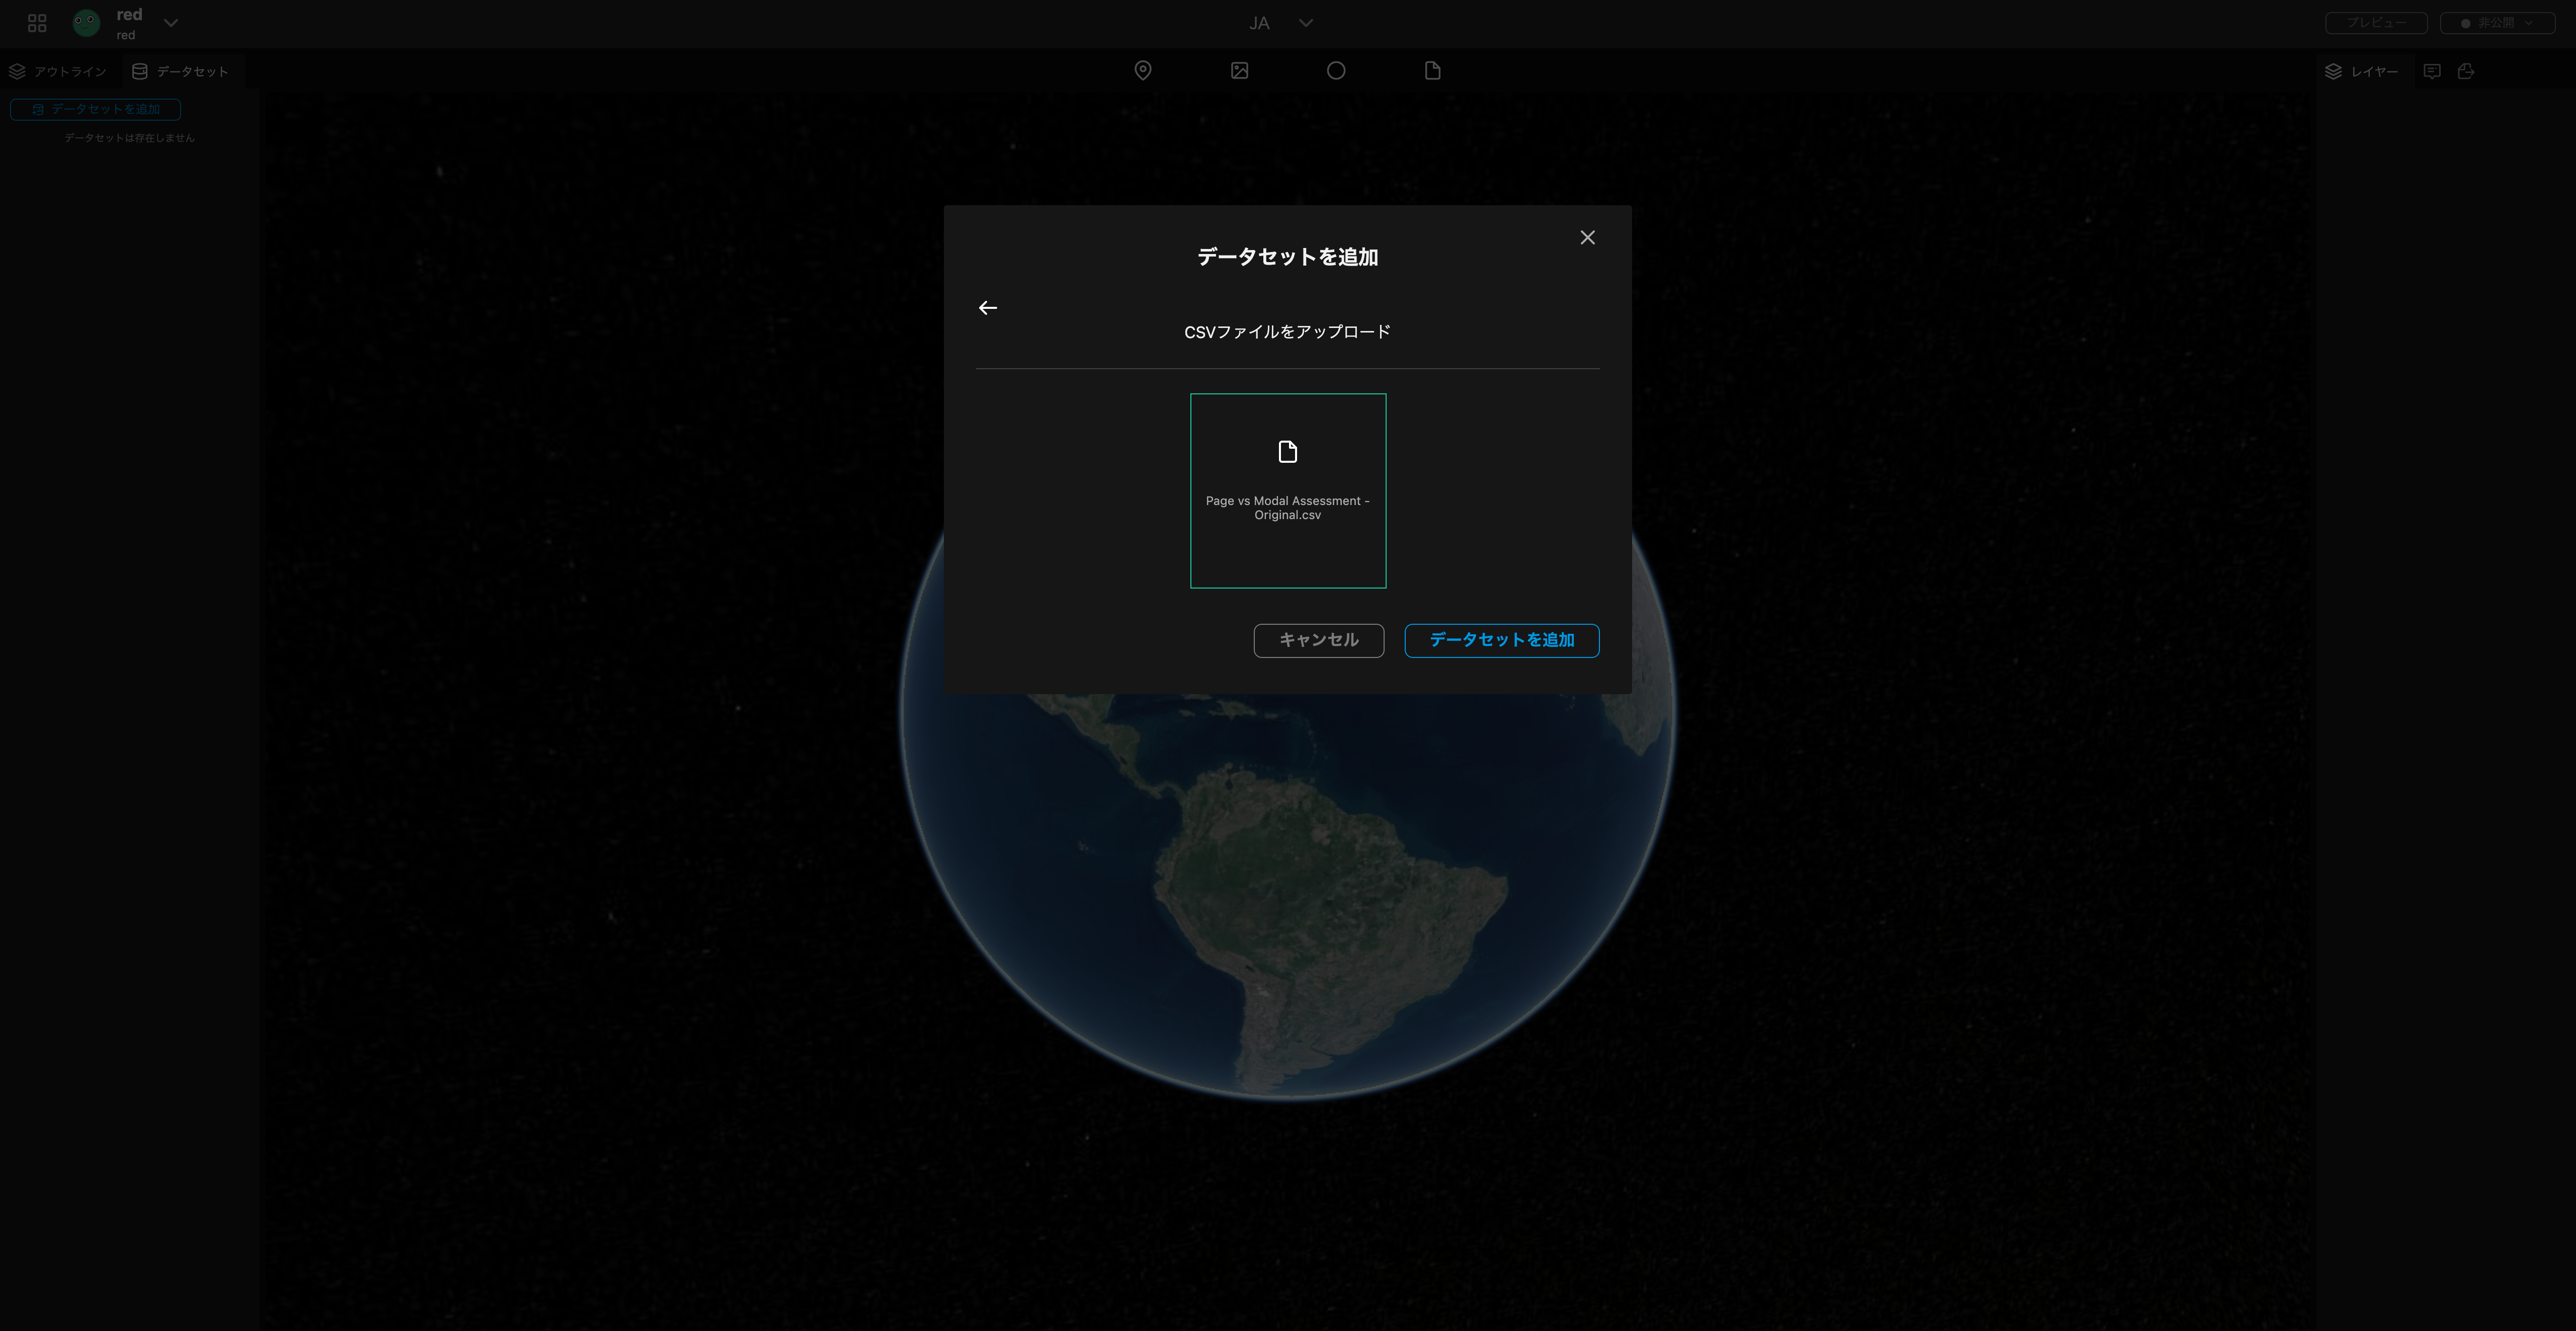 red
red
JA
プレビュー
非公開
アウトライン
データセット
レイヤー
データセットを追加
データセットは存在しません
データセットを追加
CSVファイルをアップロード
Page vs Modal Assessment -
Original.csv
キャンセル
データセットを追加